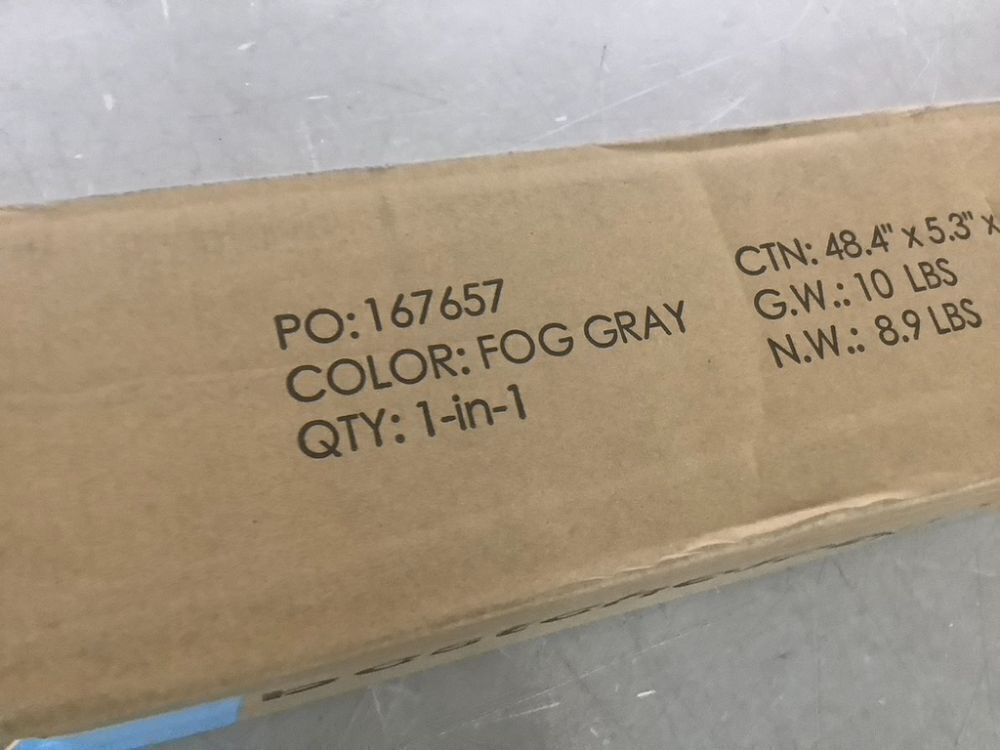 PO: 167657
COLOR: FOG GRAY
QTY: 1-in-1
CTN: 48.4" x 5.3" x
G.W.: 10 LBS
N.W.: 8.9 LBS